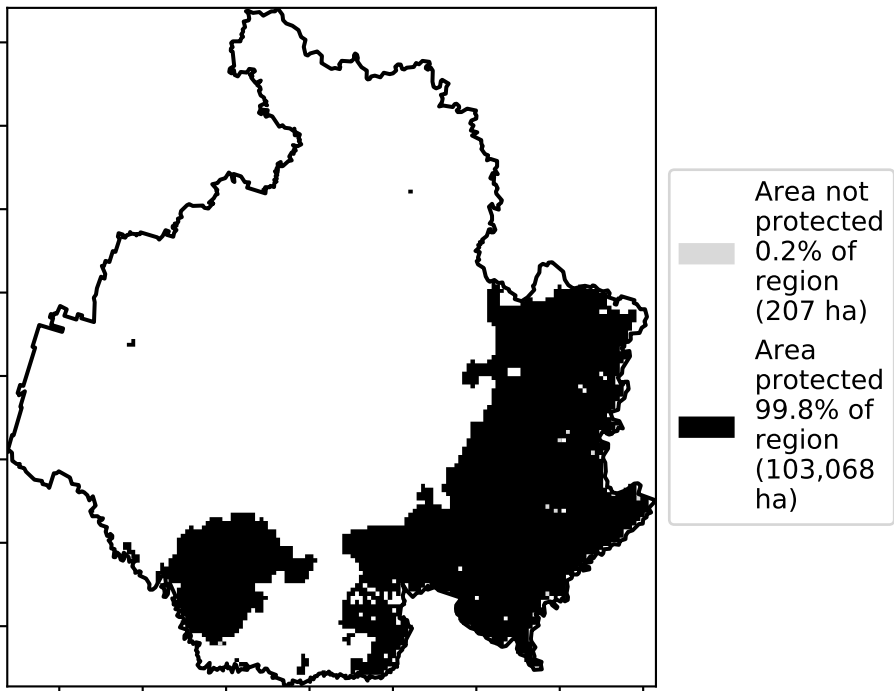 Area not
protected
0.2% of
region
(207 ha)
Area
protected
99.8% of
region
(103,068
ha)